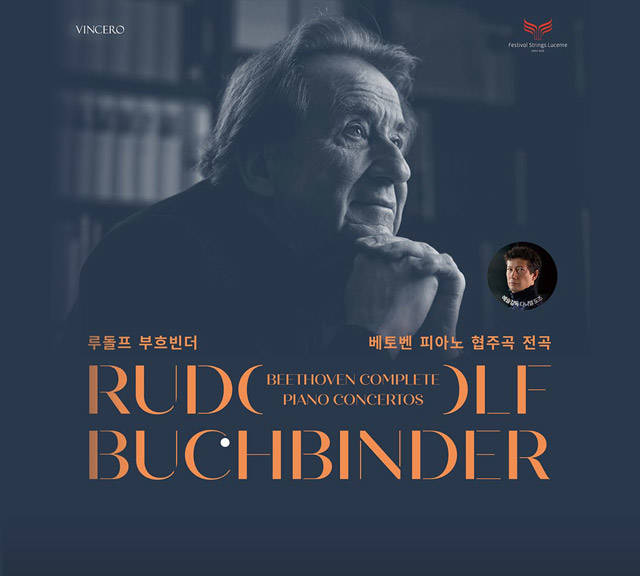 VINCERO
Festival Strings Lucerne
루돌프 부흐빈더
베토벤 피아노 협주곡 전곡
RUDOLF
BEETHOVEN COMPLETE
PIANO CONCERTOS
BUCHBINDER